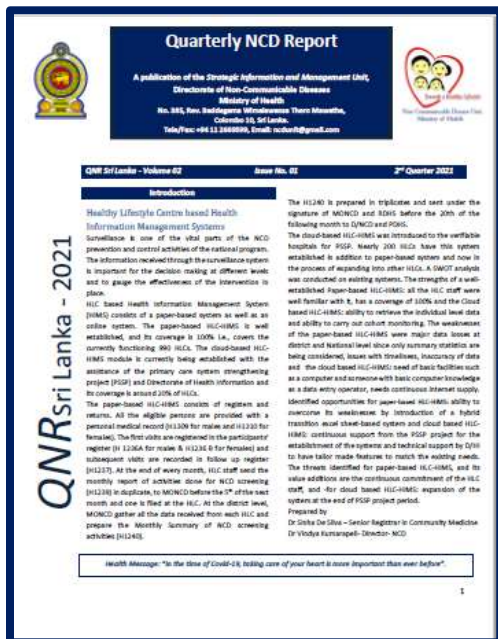 Quarterly NCD Report
A publication of the Strategic Information and Management Unit,
Directorate of Non-Communicable Diseases
Ministry of Health
No. 385, Rev. Baddegama Wimalawansa Thero Mawatha,
Colombo 10, Sri Lanka.
Tele/Fax: +94 11 2669599, Email: ncdunit@gmail.com
Non Communicable Disease Unit
Ministry of Health
QNR Sri Lanka - Volume 02
Issue No. 01
2nd Quarter 2021
QNR Sri Lanka - 2021
Introduction
Healthy Lifestyle Centre based Health
Information Management Systems
Surveillance is one of the vital parts of the NCD
prevention and control activities of the national program.
The information received through the surveillance system
is important for the decision making at different levels
and to gauge the effectiveness of the intervention in
place.
HLC based Health Information Management System
(HIMS) consists of a paper-based system as well as an
online system. The paper-based HLC-HIMS is well
established, and its coverage is 100% i.e., covers the
currently functioning 990 HLCs. The cloud-based HLC-
HIMS module is currently being established with the
assistance of the primary care system strengthening
project (PSSP) and Directorate of Health Information and
its coverage is around 20% of HLCs.
The paper-based HLC-HIMS consists of registers and
returns. All the eligible persons are provided with a
personal medical record (H1309 for males and H1310 for
females). The first visits are registered in the participants'
register (H 1236A for males & H1236 B for females) and
subsequent visits are recorded in follow up register
(H1237). At the end of every month, HLC staff send the
monthly report of activities done for NCD screening
(H1239) in duplicate, to MONCD before the 5th of the next
month and one is filed at the HLC. At the district level,
MONCD gather all the data received from each HLC and
prepare the Monthly Summary of NCD screening
activities (H1240).
The H1240 is prepared in triplicates and sent under the
signature of MONCD and RDHS before the 20th of the
following month to D/NCD and PDHS.
The cloud-based HLC-HIMS was introduced to the verifiable
hospitals for PSSP. Nearly 200 HLCs have this system
established in addition to paper-based system and now in
the process of expanding into other HLCs. A SWOT analysis
was conducted on existing systems. The strengths of a well-
established Paper-based HLC-HIMS: all the HLC staff were
well familiar with it, has a coverage of 100% and the Cloud
based HLC-HIMS: ability to retrieve the individual level data
and ability to carry out cohort monitoring. The weaknesses
of the paper-based HLC-HIMS were major data losses at
district and National level since only summary statistics are
being considered, issues with timeliness, inaccuracy of data
and the cloud based HLC-HIMS: need of basic facilities such
as a computer and someone with basic computer knowledge
as a data entry operator, needs continuous internet supply.
Identified opportunities for paper-based HLC-HIMS: ability to
overcome its weaknesses by introduction of a hybrid
transition excel sheet-based system and cloud based HLC-
HIMS: continuous support from the PSSP project for the
establishment of the systems and technical support by D/HI
to have tailor made features to match the existing needs.
The threats identified for paper-based HLC-HIMS, and its
value additions are the continuous commitment of the HLC
staff, and -for cloud based HLC-HIMS: expansion of the
system at the end of PSSP project period.
Prepared by
Dr Sisha De Silva – Senior Registrar in Community Medicine
Dr Vindya Kumarapeli- Director- NCD
Health Message: "In the time of Covid-19, taking care of your heart is more important than ever before".
1